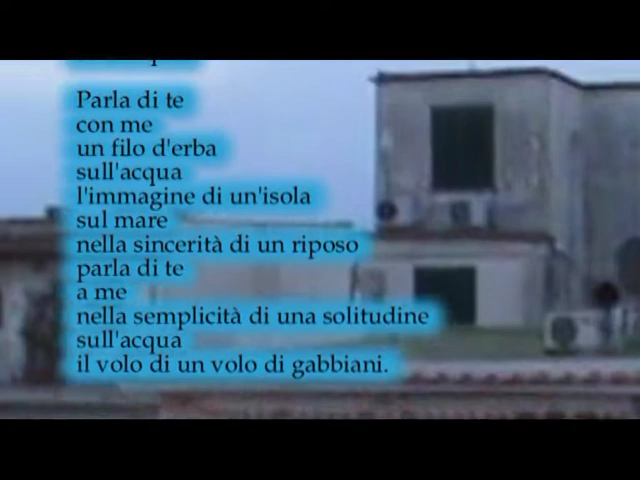 Parla di te
con me
un filo d'erba
sull'acqua
l'immagine di un'isola
sul mare
nella sincerità di un riposo
parla di te
a me
nella semplicità di una solitudine
sull'acqua
il volo di un volo di gabbiani.